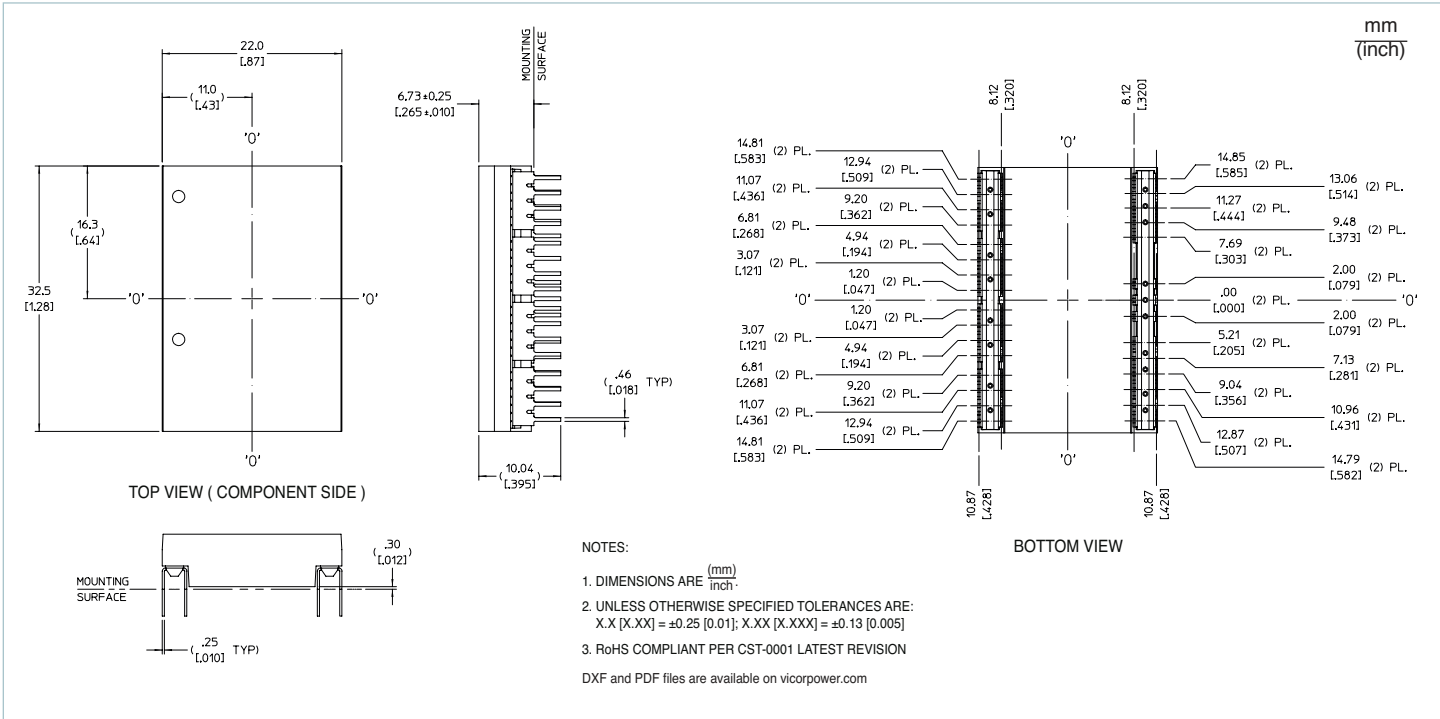 mm
(inch)
22.0
[.87]
11.0
([.43])
'0'
32.5
[1.28]
16.3
([.64])
'0'
'0'
'0'
TOP VIEW ( COMPONENT SIDE )
MOUNTING
SURFACE
6.73±0.25
[.265±.010]
.46
([.018] TYP)
10.04
([.395])
MOUNTING
SURFACE
.30
([.012])
.25
([.010] TYP)
8.12
[.320]
8.12
[.320]
'0'
14.81
[.583] (2) PL.
12.94
[.509] (2) PL.
11.07
[.436] (2) PL.
9.20
[.362] (2) PL.
6.81
[.268] (2) PL.
4.94
[.194] (2) PL.
3.07
[.121] (2) PL.
1.20
[.047] (2) PL.
'0'
1.20
[.047] (2) PL.
3.07
[.121] (2) PL.
4.94
[.194] (2) PL.
6.81
[.268] (2) PL.
9.20
[.362] (2) PL.
11.07
[.436] (2) PL.
12.94
[.509] (2) PL.
14.81
[.583] (2) PL.
14.85
[.585] (2) PL.
13.06
[.514] (2) PL.
11.27
[.444] (2) PL.
9.48
[.373] (2) PL.
7.69
[.303] (2) PL.
2.00
[.079] (2) PL.
.00
[.000] (2) PL.
'0'
2.00
[.079] (2) PL.
5.21
[.205] (2) PL.
7.13
[.281] (2) PL.
9.04
[.356] (2) PL.
10.96
[.431] (2) PL.
12.87
[.507] (2) PL.
14.79
[.582] (2) PL.
'0'
10.87
[.428]
10.87
[.428]
BOTTOM VIEW
NOTES:
1. DIMENSIONS ARE (mm)
inch.
2. UNLESS OTHERWISE SPECIFIED TOLERANCES ARE:
X.X [X.XX] = ±0.25 [0.01]; X.XX [X.XXX] = ±0.13 [0.005]
3. RoHS COMPLIANT PER CST-0001 LATEST REVISION
DXF and PDF files are available on vicorpower.com